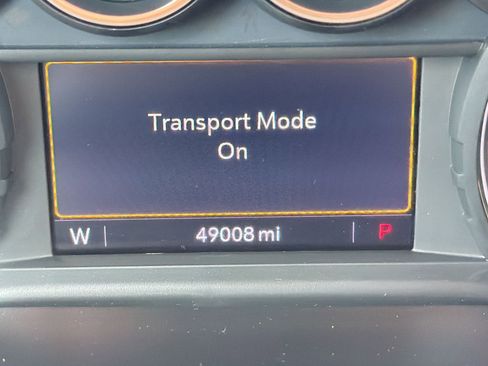 Transport Mode
On
W 49008 mi P